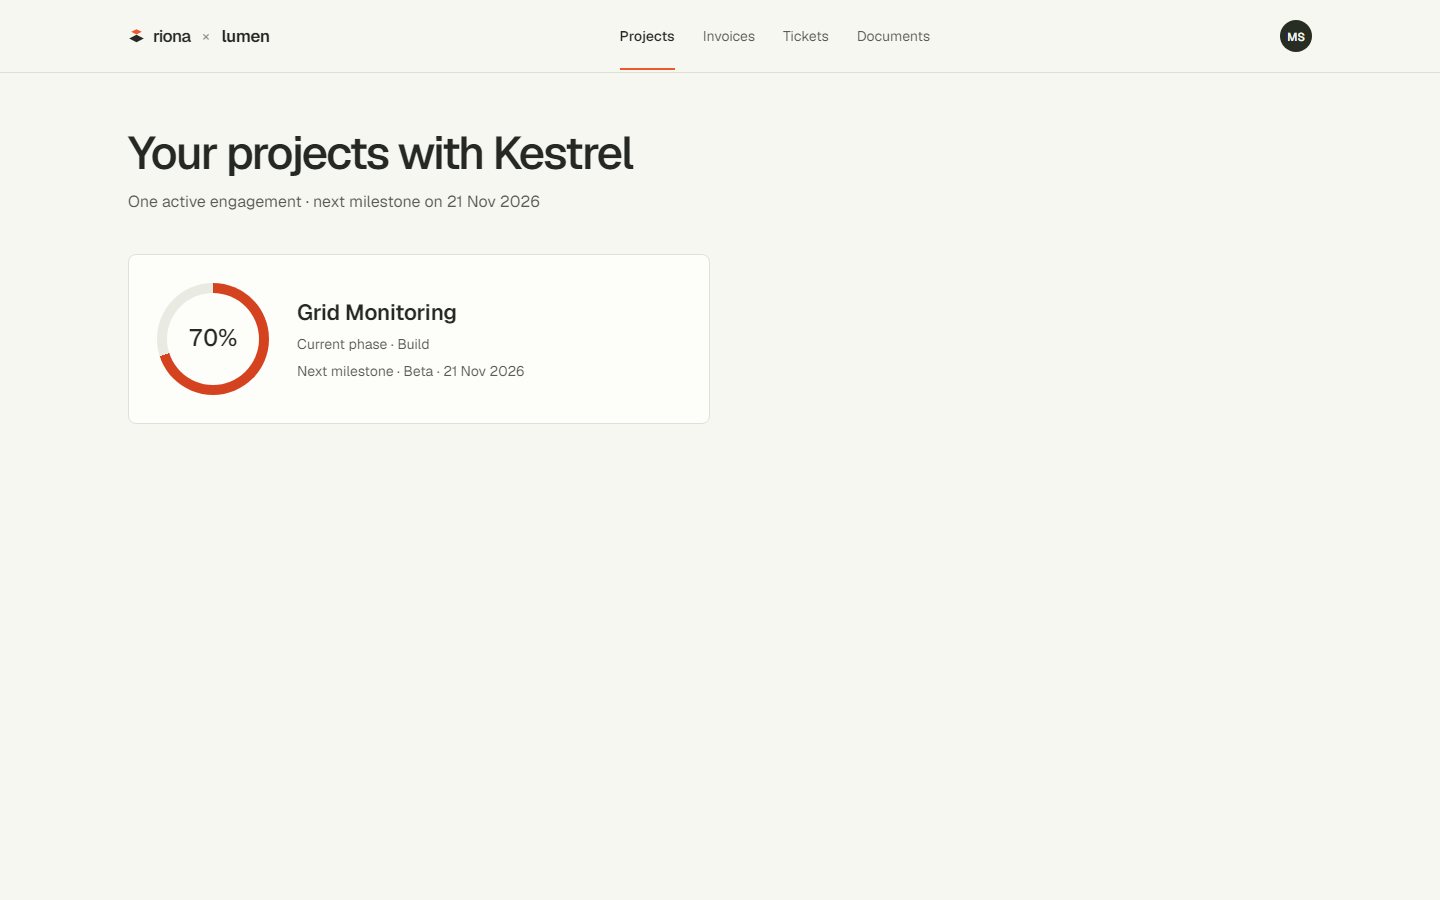 riona × lumen
Projects
Invoices
Tickets
Documents
MS
Your projects with Kestrel
One active engagement · next milestone on 21 Nov 2026
70%
Grid Monitoring
Current phase · Build
Next milestone · Beta · 21 Nov 2026